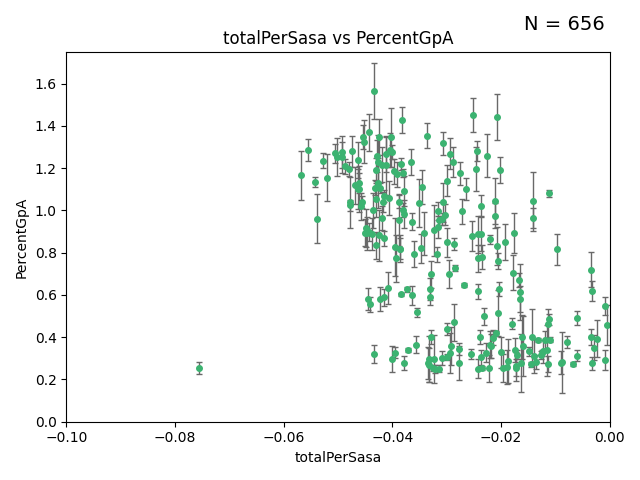 N = 656
totalPerSasa vs PercentGpA
PercentGpA
1.6
1.4
1.2
1.0
0.8
0.6
0.4
0.2
0.0
−0.10 −0.08 −0.06 −0.04 −0.02 0.00
totalPerSasa